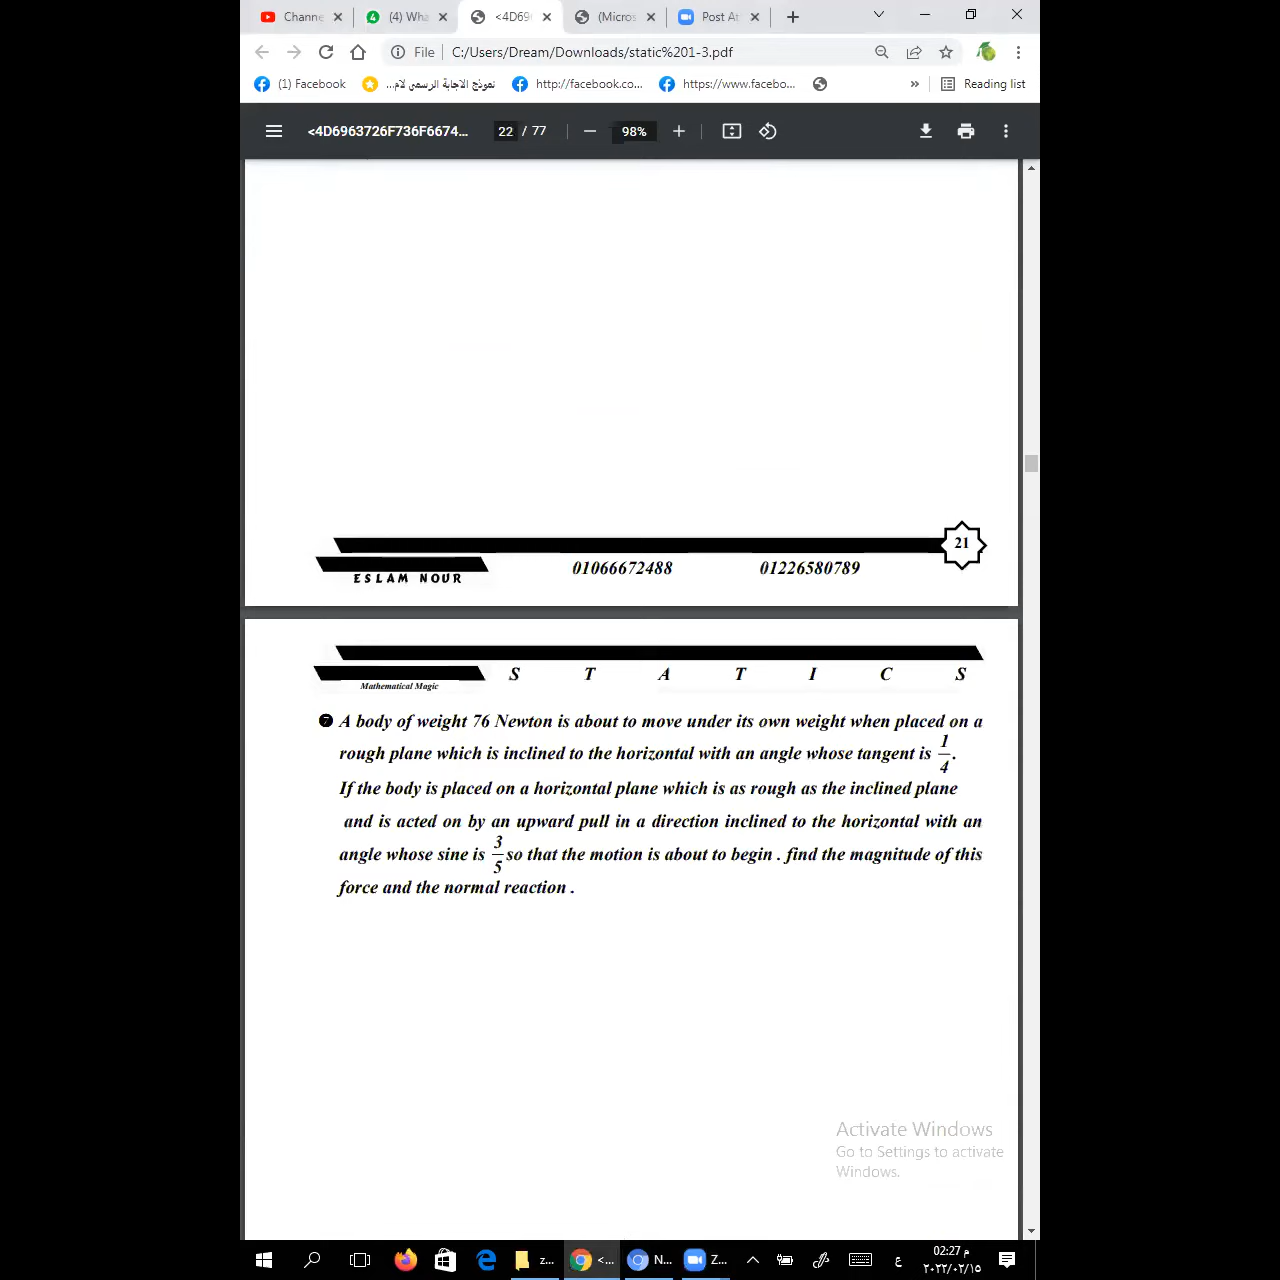 Channe
(4) Wha
<4D69
(Micros
Post At
File
C:/Users/Dream/Downloads/static%201-3.pdf
(1) Facebook
نموذج الاجابة الرسمى لام...
http://facebook.co...
https://www.facebo...
»
Reading list
<4D6963726F736F6674...
22 / 77
98%
21
ESLAM NOUR
01066672488
01226580789
S T A T I C S
Mathematical Magic
❼ A body of weight 76 Newton is about to move under its own weight when placed on a
rough plane which is inclined to the horizontal with an angle whose tangent is 1/4.
If the body is placed on a horizontal plane which is as rough as the inclined plane
and is acted on by an upward pull in a direction inclined to the horizontal with an
angle whose sine is 3/5 so that the motion is about to begin . find the magnitude of this
force and the normal reaction .
Activate Windows
Go to Settings to activate
Windows.
z...
<...
N...
Z...
ع
02:27 م
٢٠٢٢/٠٢/١٥